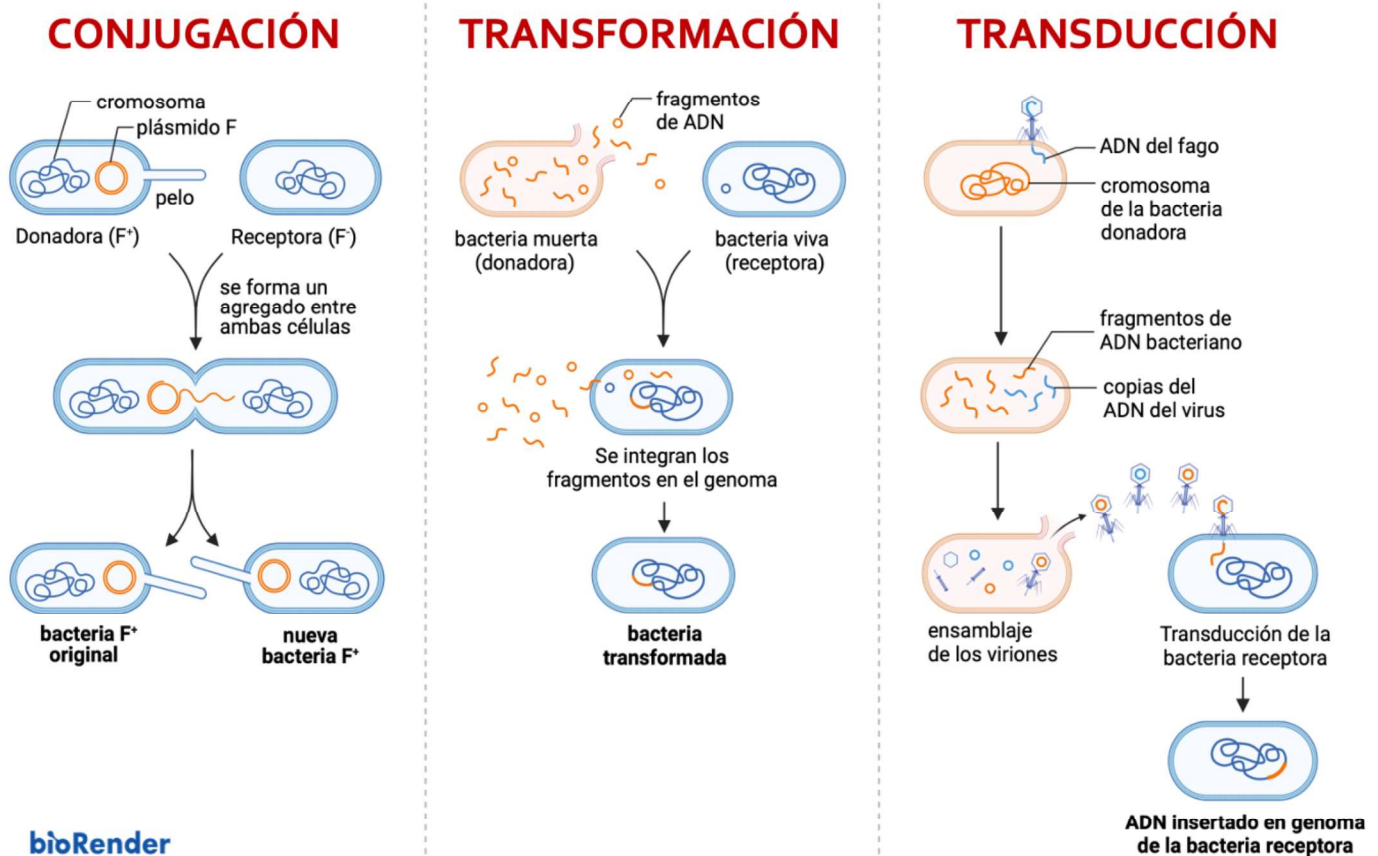 CONJUGACIÓN
cromosoma
plásmido F
pelo
Donadora (F⁺)
Receptora (F⁻)
se forma un
agregado entre
ambas células
bacteria F⁺
original
nueva
bacteria F⁺
TRANSFORMACIÓN
fragmentos
de ADN
bacteria muerta
(donadora)
bacteria viva
(receptora)
Se integran los
fragmentos en el genoma
bacteria
transformada
TRANSDUCCIÓN
ADN del fago
cromosoma
de la bacteria
donadora
fragmentos de
ADN bacteriano
copias del
ADN del virus
ensamblaje
de los viriones
Transducción de la
bacteria receptora
ADN insertado en genoma
de la bacteria receptora
bioRender